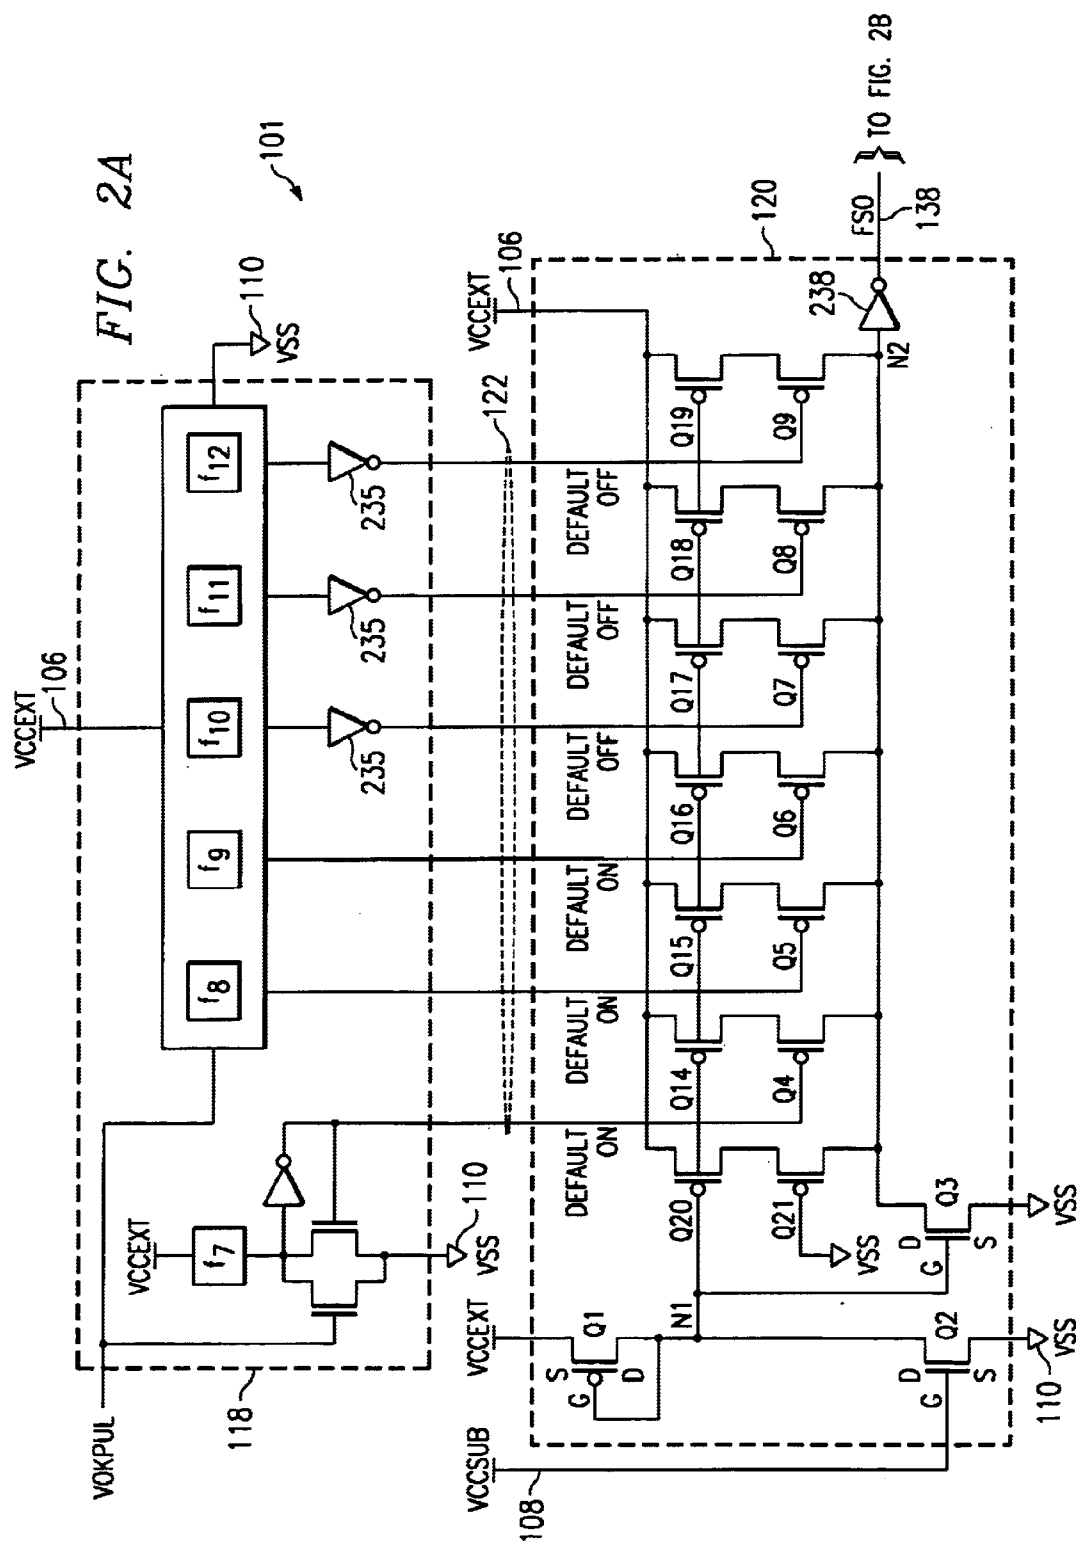 FIG. 2A
101
VCCEXT
106
VOKPUL
VCCEXT
f7
f8
f9
f10
f11
f12
110
VSS
235
235
235
110
VSS
118
122
VCCSUB
108
VCCEXT
VCCEXT
106
120
DEFAULT ON
DEFAULT ON
DEFAULT ON
DEFAULT OFF
DEFAULT OFF
DEFAULT OFF
S
G
D
Q1
N1
Q20
Q14
Q15
Q16
Q17
Q18
Q19
Q21
VSS
Q4
Q5
Q6
Q7
Q8
Q9
D
G
S
Q2
110
VSS
D
G
S
Q3
VSS
N2
238
FSO
138
TO FIG. 2B